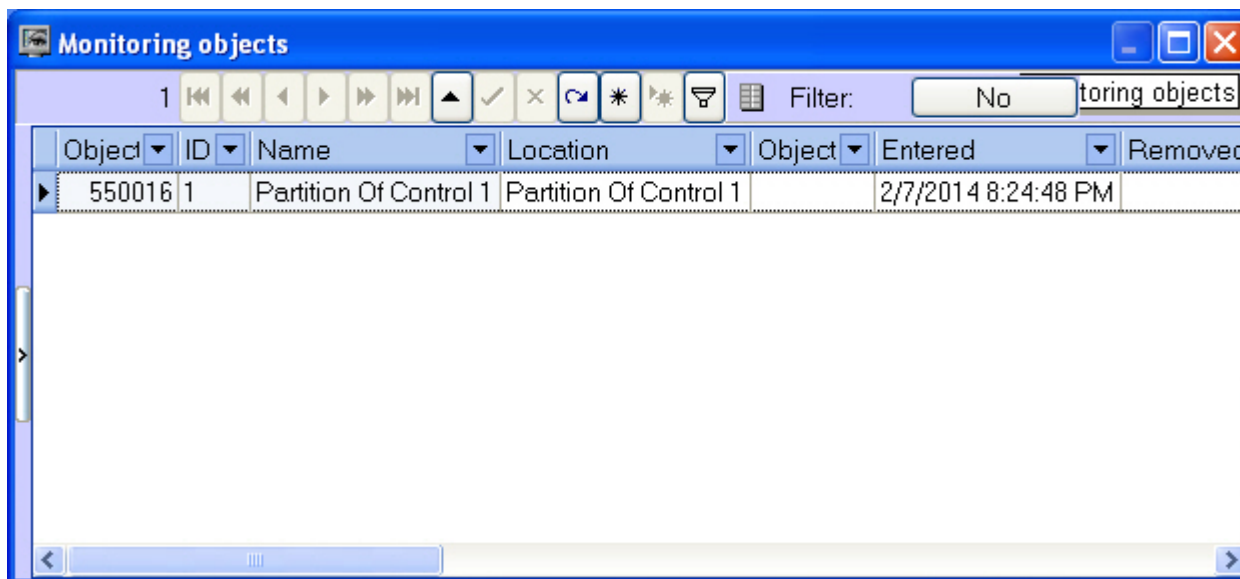 Monitoring objects
1 Filter: No toring objects
Object ID Name Location Object Entered Removed
550016 1 Partition Of Control 1 Partition Of Control 1 2/7/2014 8:24:48 PM